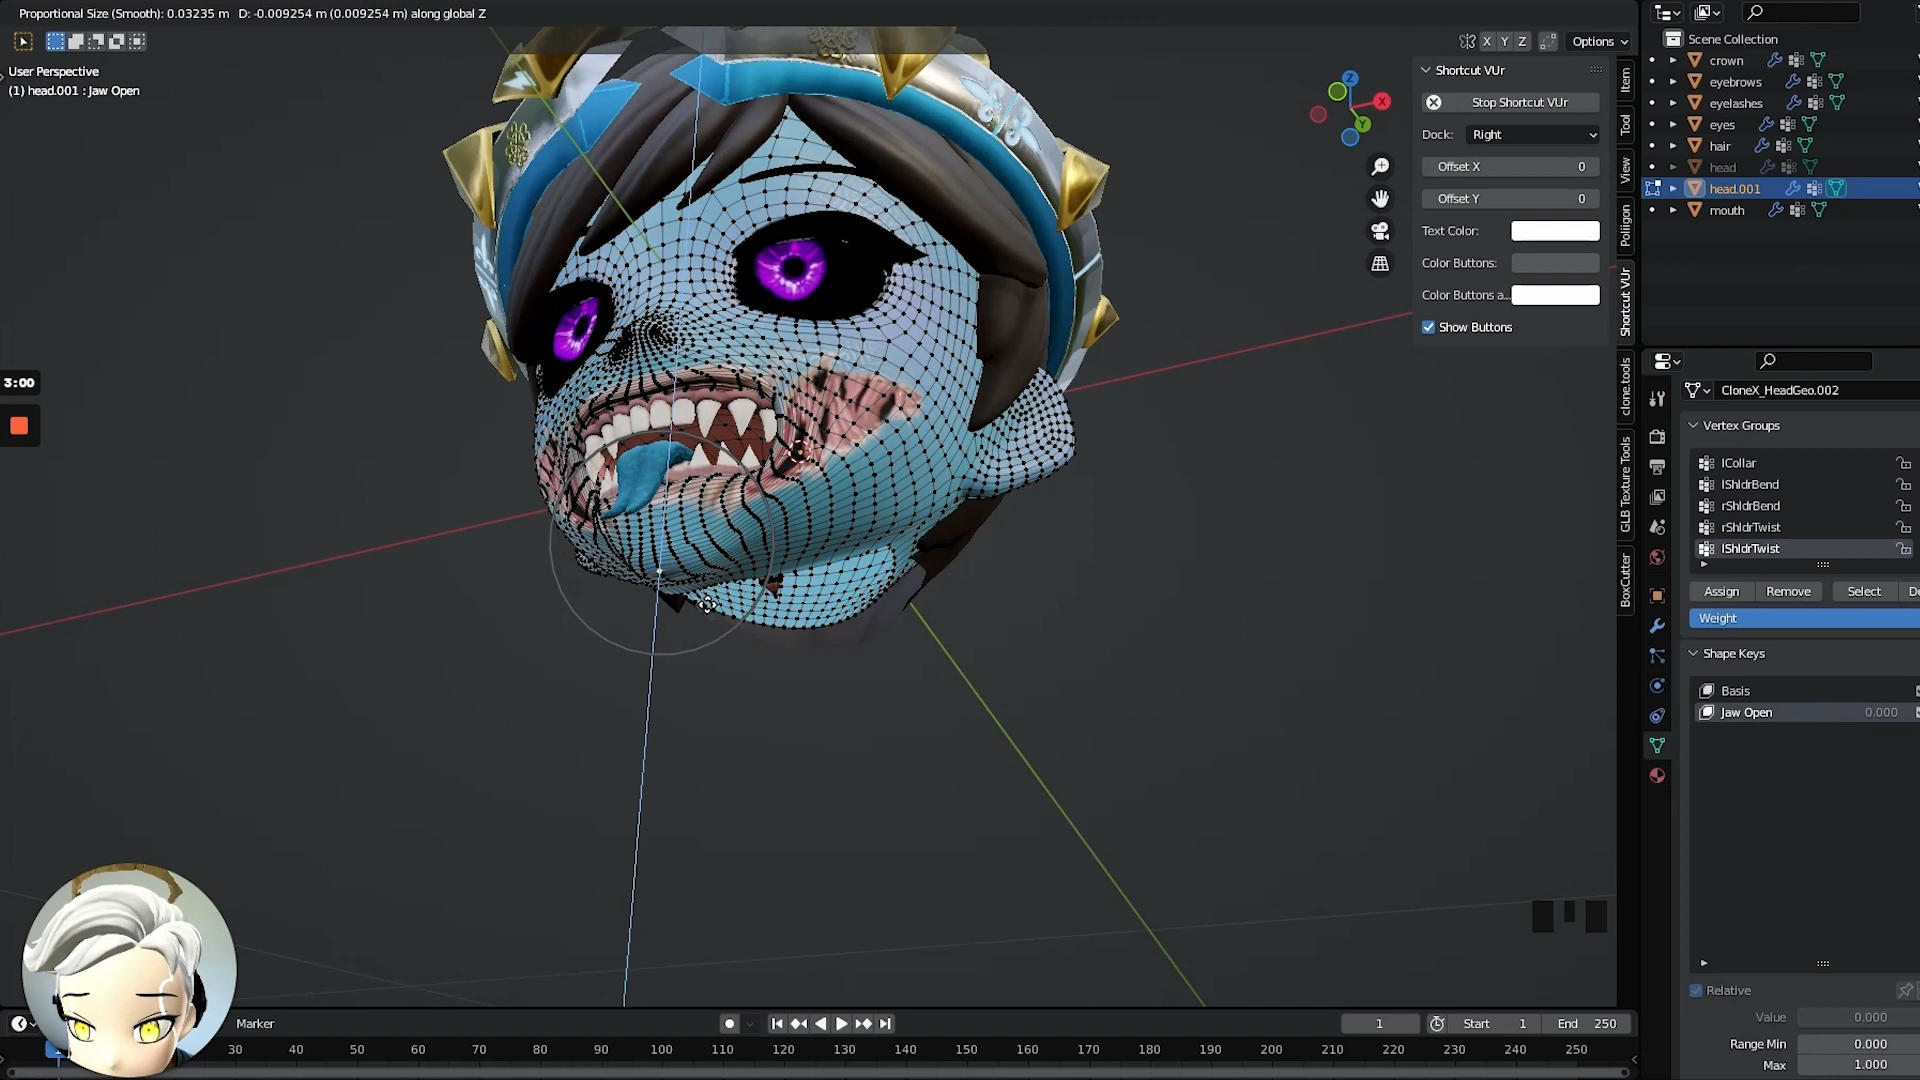 Proportional Size (Smooth): 0.03235 m   D: -0.009254 m (0.009254 m) along global Z
X Y Z Options
User Perspective
(1) head.001 : Jaw Open
Shortcut VUr
Stop Shortcut VUr
Dock: Right
Offset X 0
Offset Y 0
Text Color:
Color Buttons:
Color Buttons a...
Show Buttons
Z
X
Y
Item
Tool
View
Poliigon
Shortcut VUr
clone.tools
GLB Texture Tools
BoxCutter
Scene Collection
crown
eyebrows
eyelashes
eyes
hair
head
head.001
mouth
CloneX_HeadGeo.002
Vertex Groups
lCollar
lShldrBend
rShldrBend
rShldrTwist
lShldrTwist
Assign Remove Select De
Weight
Shape Keys
Basis
Jaw Open 0.000
Relative
Value 0.000
Range Min 0.000
Max 1.000
3:00
Marker
1 Start 1 End 250
30 40 50 60 70 80 90 100 110 120 130 140 150 160 170 180 190 200 210 220 230 240 250